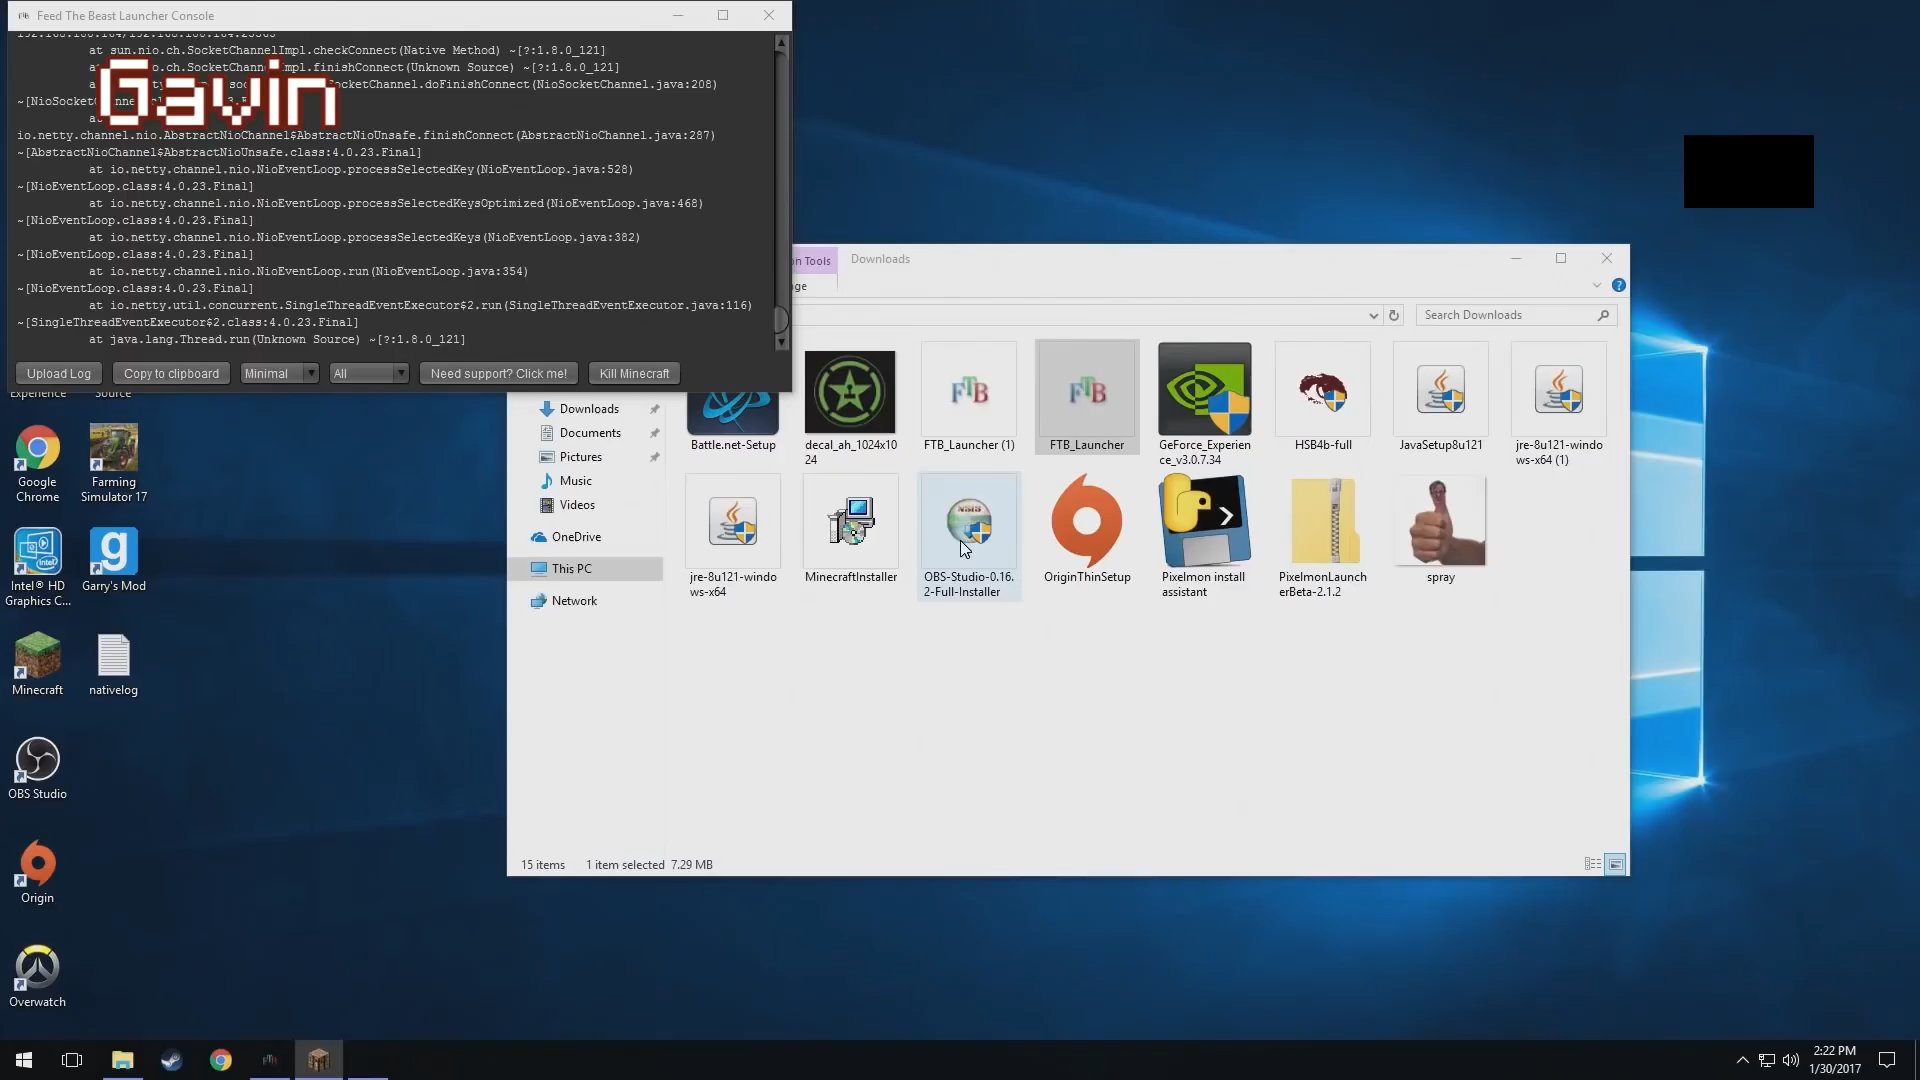 Feed The Beast Launcher Console
at sun.nio.ch.SocketChannelImpl.checkConnect(Native Method) ~[?:1.8.0_121]
Impl.finishConnect(Unknown Source) ~[?:1.8.0_121]
SocketChannel.doFinishConnect(NioSocketChannel.java:208)
Gavin
io.netty.channel.nio.AbstractNioChannel$AbstractNioUnsafe.finishConnect(AbstractNioChannel.java:287)
~[AbstractNioChannel$AbstractNioUnsafe.class:4.0.23.Final]
at io.netty.channel.nio.NioEventLoop.processSelectedKey(NioEventLoop.java:528)
~[NioEventLoop.class:4.0.23.Final]
at io.netty.channel.nio.NioEventLoop.processSelectedKeysOptimized(NioEventLoop.java:468)
~[NioEventLoop.class:4.0.23.Final]
at io.netty.channel.nio.NioEventLoop.processSelectedKeys(NioEventLoop.java:382)
~[NioEventLoop.class:4.0.23.Final]
at io.netty.channel.nio.NioEventLoop.run(NioEventLoop.java:354)
~[NioEventLoop.class:4.0.23.Final]
at io.netty.util.concurrent.SingleThreadEventExecutor$2.run(SingleThreadEventExecutor.java:116)
~[SingleThreadEventExecutor$2.class:4.0.23.Final]
at java.lang.Thread.run(Unknown Source) ~[?:1.8.0_121]
Upload Log
Copy to clipboard
Minimal
All
Need support? Click me!
Kill Minecraft
Tools
Downloads
Search Downloads
Downloads
Documents
Pictures
Music
Videos
OneDrive
This PC
Network
Battle.net-Setup
decal_ah_1024x10
24
FTB_Launcher (1)
FTB_Launcher
GeForce_Experien
ce_v3.0.7.34
HSB4b-full
JavaSetup8u121
jre-8u121-windo
ws-x64 (1)
jre-8u121-windo
ws-x64
MinecraftInstaller
NSIS
OBS-Studio-0.16.
2-Full-Installer
OriginThinSetup
Pixelmon install
assistant
PixelmonLaunch
erBeta-2.1.2
spray
15 items
1 item selected 7.29 MB
Experience
Source
Google
Chrome
Farming
Simulator 17
Intel® HD
Graphics C...
Garry's Mod
Minecraft
nativelog
OBS Studio
Origin
Overwatch
2:22 PM
1/30/2017